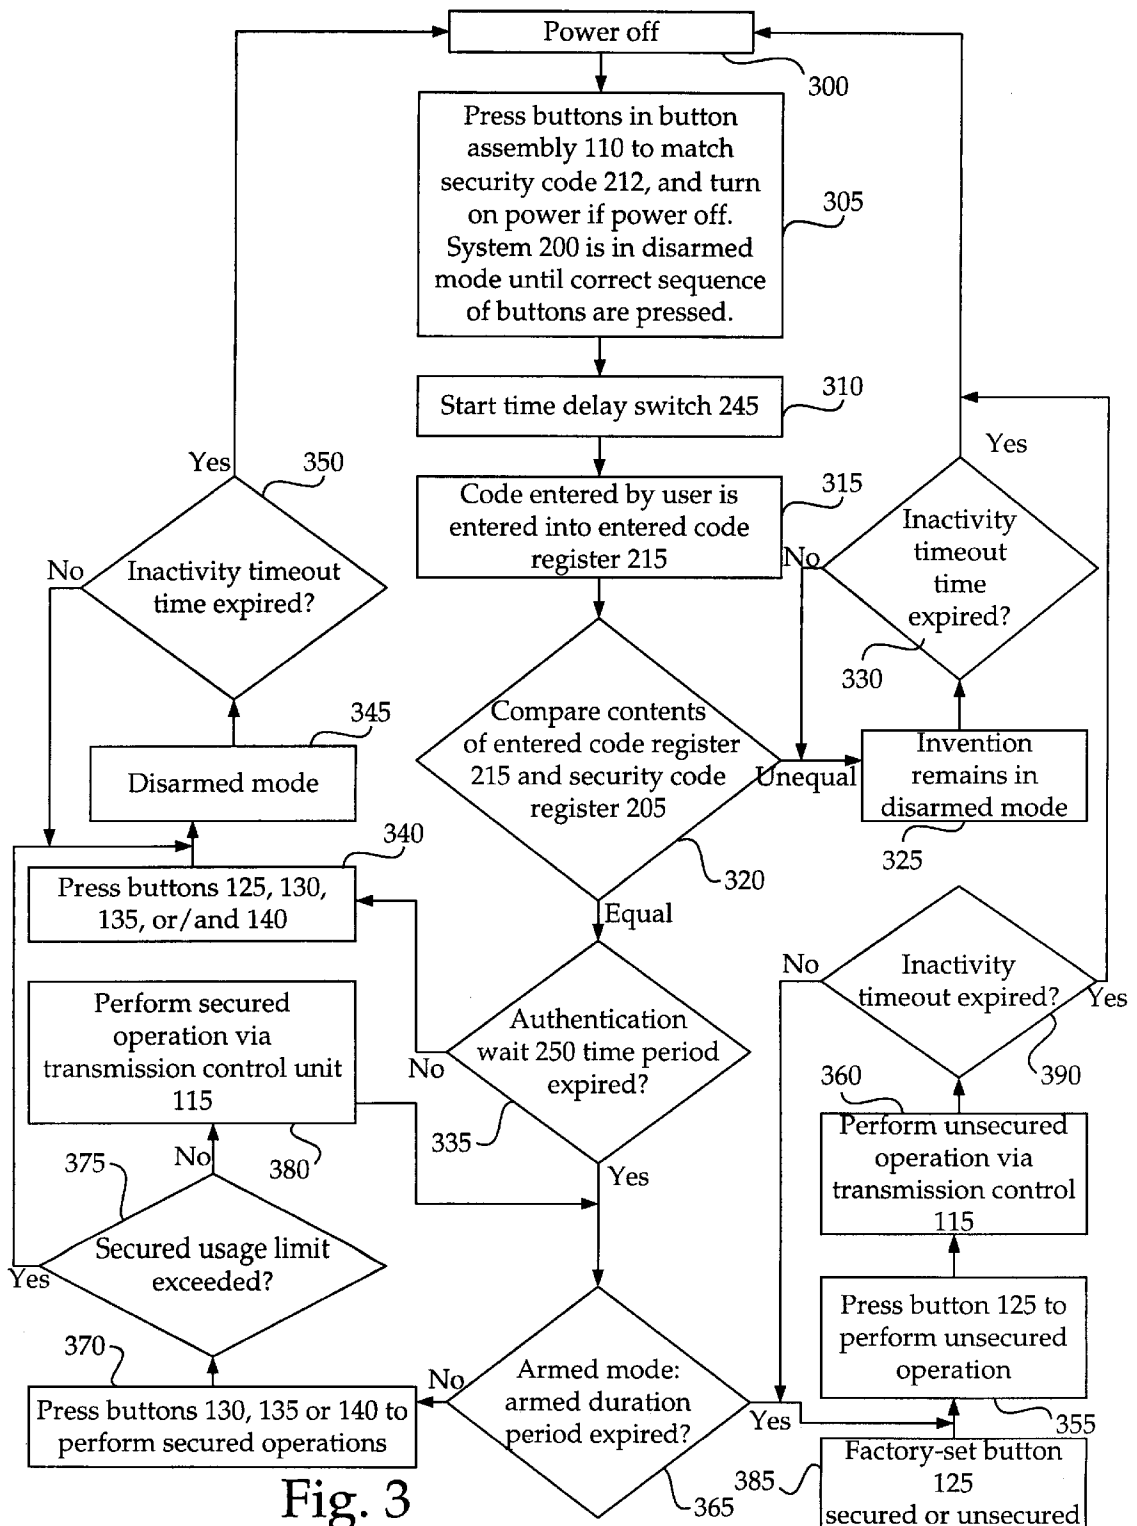 Power off
300
Press buttons in button
assembly 110 to match
security code 212, and turn
on power if power off.
System 200 is in disarmed
mode until correct sequence
of buttons are pressed.
305
Start time delay switch 245
310
Code entered by user is
entered into entered code
register 215
315
Compare contents
of entered code register
215 and security code
register 205
320
Unequal
Equal
Invention
remains in
disarmed mode
325
Inactivity
timeout
time
expired?
330
No
Yes
Authentication
wait 250 time period
expired?
335
No
Yes
Press buttons 125, 130,
135, or/and 140
340
Disarmed mode
345
Inactivity timeout
time expired?
350
No
Yes
Armed mode:
armed duration
period expired?
365
No
Yes
Press buttons 130, 135 or 140 to
perform secured operations
370
Secured usage limit
exceeded?
375
Yes
No
Perform secured
operation via
transmission control unit
115
380
Factory-set button
125
secured or unsecured
385
Press button 125 to
perform unsecured
operation
355
Perform unsecured
operation via
transmission control
115
360
Inactivity
timeout expired?
390
No
Yes
Fig. 3